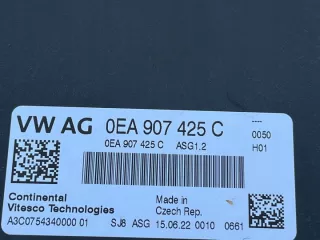 VW AG 0EA 907 425 C
----
0050
0EA 907 425 C ASG1.2
H01
Continental
Vitesco Technologies
Made in
Czech Rep.
A3C0754340000 01 SJ8 ASG 15.06.22 0010 0661